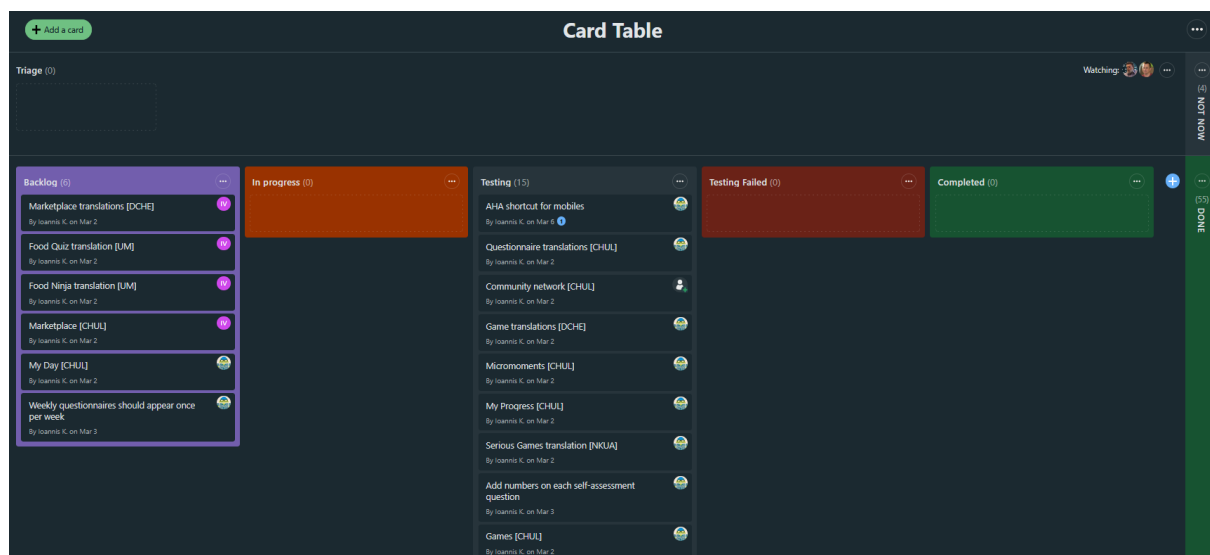 + Add a card
Card Table
Triage (0)
Watching:
(4) NOT NOW
Backlog (6)
Marketplace translations [DCHE]
IV
By Ioannis K. on Mar 2
Food Quiz translation [UM]
IV
By Ioannis K. on Mar 2
Food Ninja translation [UM]
IV
By Ioannis K. on Mar 2
Marketplace [CHUL]
IV
By Ioannis K. on Mar 2
My Day [CHUL]
By Ioannis K. on Mar 2
Weekly questionnaires should appear once
per week
By Ioannis K. on Mar 3
In progress (0)
Testing (15)
AHA shortcut for mobiles
By Ioannis K. on Mar 6 1
Questionnaire translations [CHUL]
By Ioannis K. on Mar 2
Community network [CHUL]
By Ioannis K. on Mar 2
Game translations [DCHE]
By Ioannis K. on Mar 2
Micromoments [CHUL]
By Ioannis K. on Mar 2
My Progress [CHUL]
By Ioannis K. on Mar 2
Serious Games translation [NKUA]
By Ioannis K. on Mar 2
Add numbers on each self-assessment
question
By Ioannis K. on Mar 3
Games [CHUL]
By Ioannis K. on Mar 2
Testing Failed (0)
Completed (0)
(55) DONE